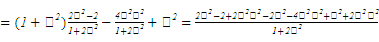 = (1 + □²) 2□²−2 / 1+2□² − 4□²□² / 1+2□² + □² = 2□²−2+2□²□²−2□²−4□²□²+□²+2□²□² / 1+2□²